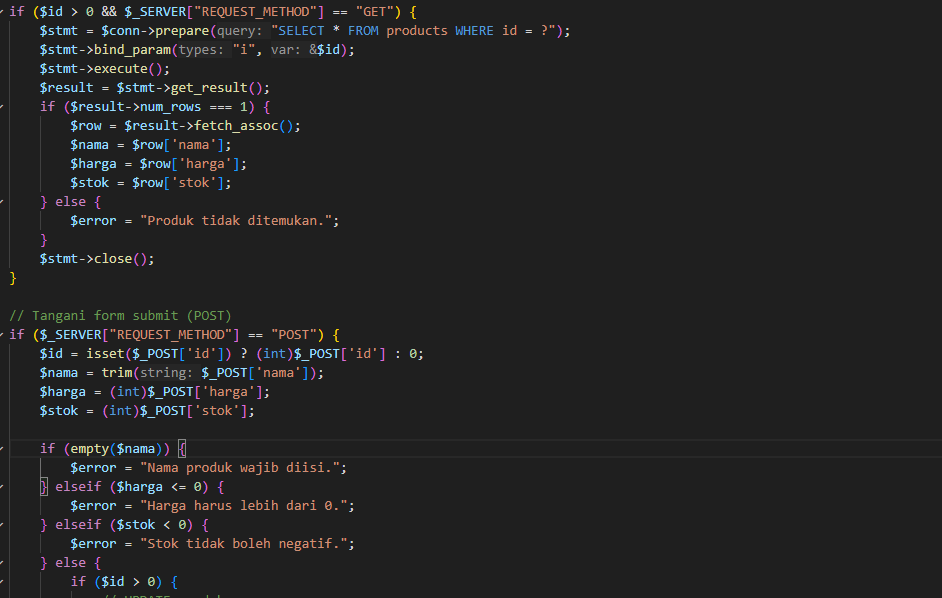 if ($id > 0 && $_SERVER["REQUEST_METHOD"] == "GET") {
    $stmt = $conn->prepare(query: "SELECT * FROM products WHERE id = ?");
    $stmt->bind_param(types: "i", var: &$id);
    $stmt->execute();
    $result = $stmt->get_result();
    if ($result->num_rows === 1) {
        $row = $result->fetch_assoc();
        $nama = $row['nama'];
        $harga = $row['harga'];
        $stok = $row['stok'];
    } else {
        $error = "Produk tidak ditemukan.";
    }
    $stmt->close();
}

// Tangani form submit (POST)
if ($_SERVER["REQUEST_METHOD"] == "POST") {
    $id = isset($_POST['id']) ? (int)$_POST['id'] : 0;
    $nama = trim(string: $_POST['nama']);
    $harga = (int)$_POST['harga'];
    $stok = (int)$_POST['stok'];

    if (empty($nama)) {
        $error = "Nama produk wajib diisi.";
    } elseif ($harga <= 0) {
        $error = "Harga harus lebih dari 0.";
    } elseif ($stok < 0) {
        $error = "Stok tidak boleh negatif.";
    } else {
        if ($id > 0) {